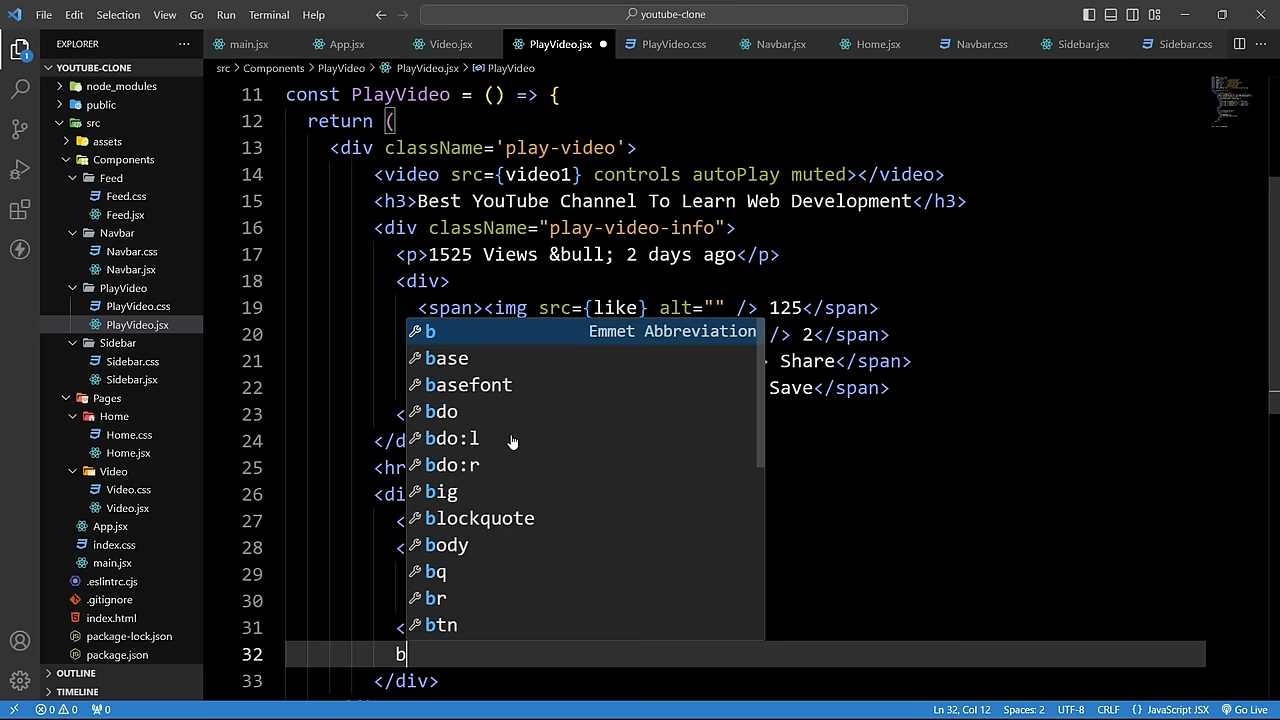 File Edit Selection View Go Run Terminal Help
youtube-clone
EXPLORER
main.jsx App.jsx Video.jsx PlayVideo.jsx PlayVideo.css Navbar.jsx Home.jsx Navbar.css Sidebar.jsx Sidebar.css
YOUTUBE-CLONE
node_modules
public
src
assets
Components
Feed
Feed.css
Feed.jsx
Navbar
Navbar.css
Navbar.jsx
PlayVideo
PlayVideo.css
PlayVideo.jsx
Sidebar
Sidebar.css
Sidebar.jsx
Pages
Home
Home.css
Home.jsx
Video
Video.css
Video.jsx
App.jsx
index.css
main.jsx
.eslintrc.cjs
.gitignore
index.html
package-lock.json
package.json
OUTLINE
TIMELINE
src > Components > PlayVideo > PlayVideo.jsx > PlayVideo
11 const PlayVideo = () => {
12 return (
13 <div className='play-video'>
14 <video src={video1} controls autoPlay muted></video>
15 <h3>Best YouTube Channel To Learn Web Development</h3>
16 <div className="play-video-info">
17 <p>1525 Views &bull; 2 days ago</p>
18 <div>
19 <span><img src={like} alt="" /> 125</span>
20 /> 2</span>
21 > Share</span>
22 Save</span>
23 <
24 </d
25 <hr
26 <di
27 <
28 <
29
30
31 <
32 b
33 </div>
b Emmet Abbreviation
base
basefont
bdo
bdo:l
bdo:r
big
blockquote
body
bq
br
btn
0 0 0 Ln 32, Col 12 Spaces: 2 UTF-8 CRLF {} JavaScript JSX Go Live